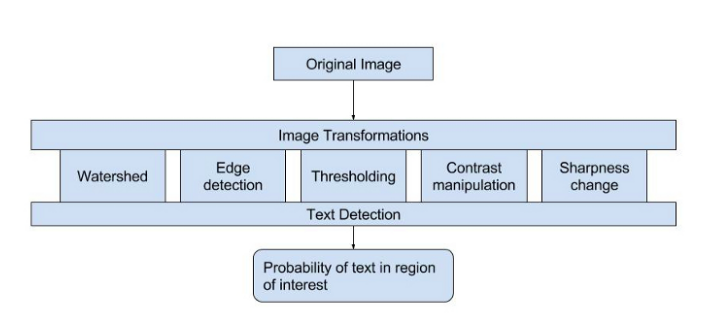 Original Image
Image Transformations
Watershed
Edge
detection
Thresholding
Contrast
manipulation
Sharpness
change
Text Detection
Probability of text in region
of interest